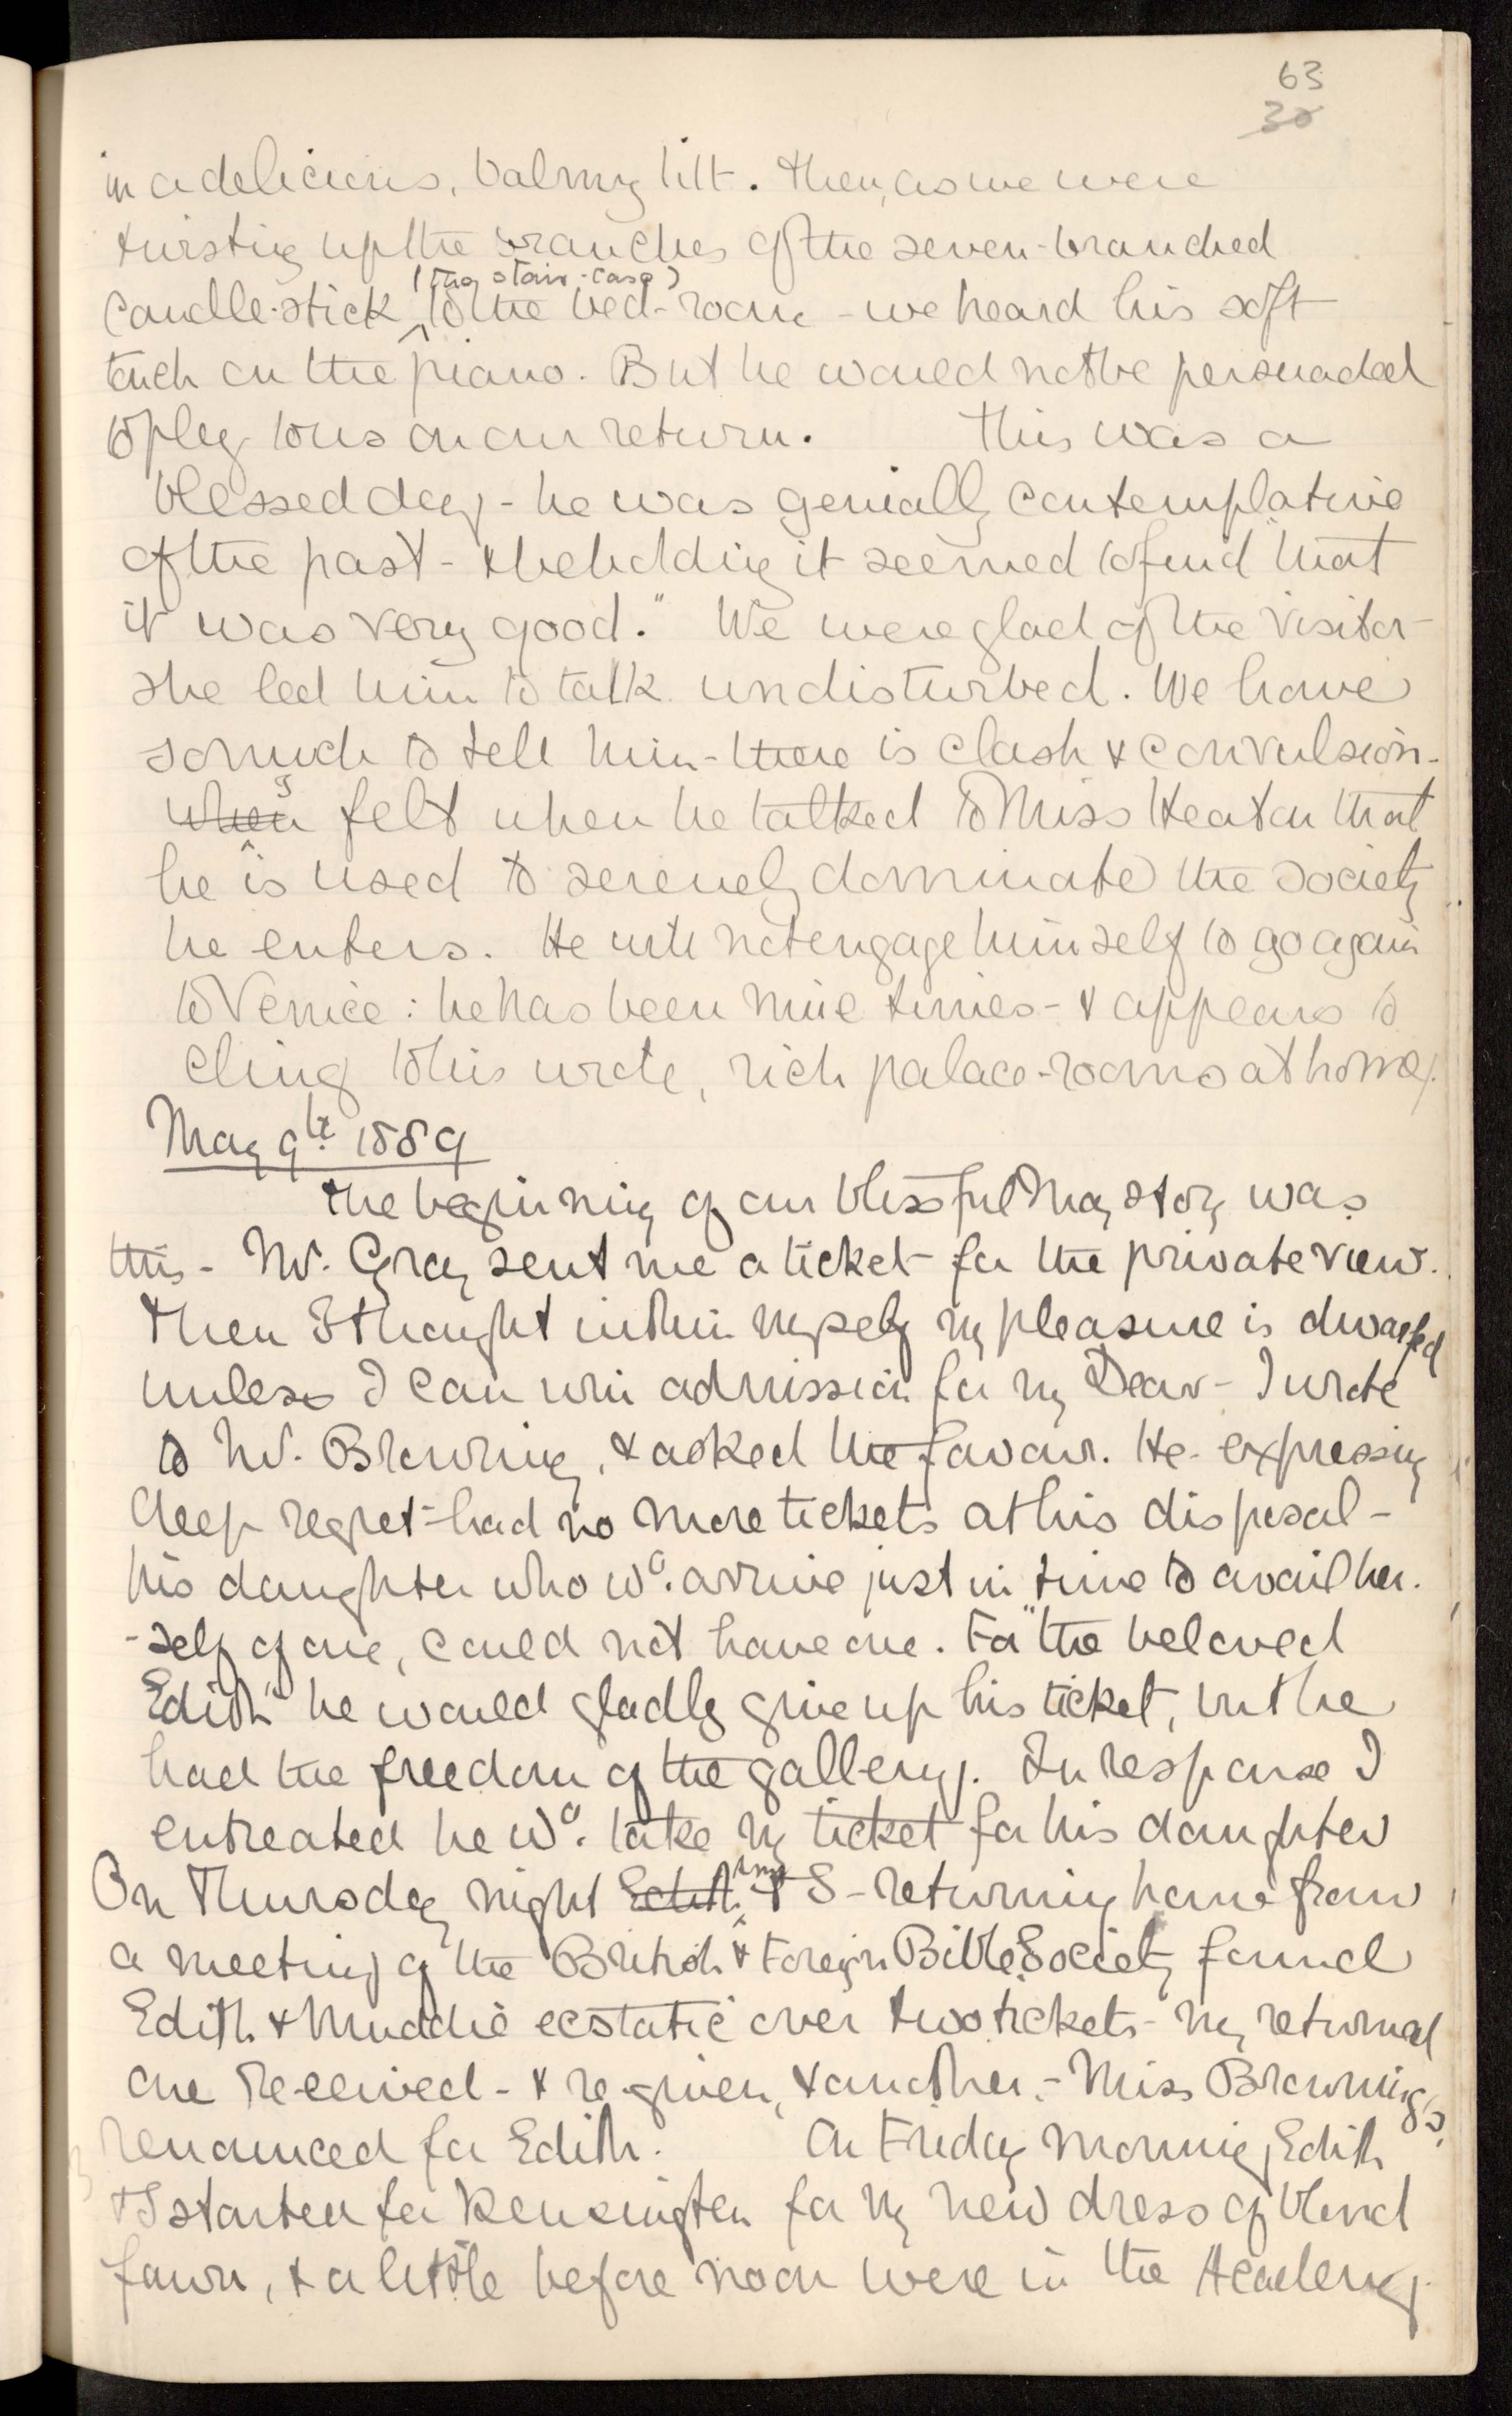 63
30
in a delicious, balmy lilt. Then, as we were
twisting up the branches of the seven-branched
(the stair-case)
candle-stick to the bed-room - we heard his soft
touch on the piano. But he would not be persuaded
to play to us on our return. This was a
blessed day - he was genially contemplative
of the past - & beholding it seemed to find "that
it was very good." We were glad of the visitor
she led him to talk undisturbed. We have
so much to tell him - there is clash & convulsion -
when I felt when he talked to Miss Heaton that
he is used to serenely dominate the society
he enters. He will not engage himself to go again
to Venice: he has been nine times - & appears to
cling to his wide, rich palace-rooms at home.
May 9th 1889
The beginning of our blissful May story was
this - Mr. Gray sent me a ticket for the private view.
Then I thought within myself my pleasure is dwarfed
unless I can win admission for my Dear - I wrote
to Mr. Browning, & asked the favour. He - expressing
deep regret - had no more tickets at his disposal -
his daughter who wd. arrive just in time to avail her-
-self of one, could not have one. For "the beloved
Edith" he would gladly give up his ticket, but he
had the freedom of the gallery. In response I
entreated he wd. take my ticket for his daughter
On Thursday night Edith Amy & S - returning home from
a meeting of the British & Foreign Bible Society found
Edith & Muddie ecstatic over two tickets - my returned
one received - & re-given, & another - Miss Browning's
renounced for Edith. On Friday morning Edith
& I started for Kensington for my new dress of blend
fawn, & a little before noon were in the Academy.